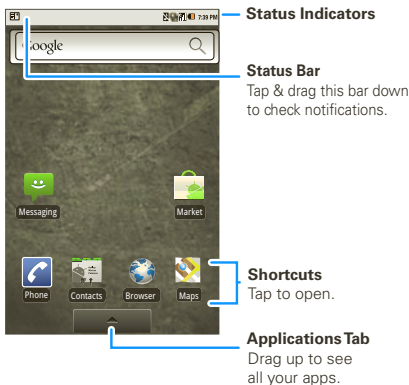 7:39 PM
Status Indicators
Google
Status Bar
Tap & drag this bar down
to check notifications.
Messaging
Market
Phone
Contacts
Browser
Maps
Shortcuts
Tap to open.
Applications Tab
Drag up to see
all your apps.